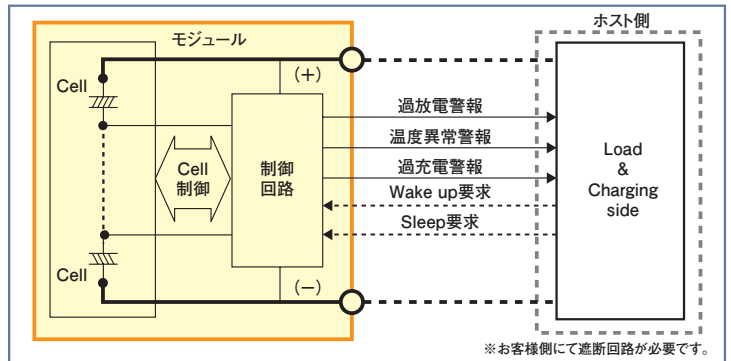 モジュール
ホスト側
Cell
(+)
過放電警報
温度異常警報
過充電警報
Wake up要求
Sleep要求
Cell
制御
制御
回路
Load
&
Charging
side
Cell
(−)
※お客様側にて遮断回路が必要です。